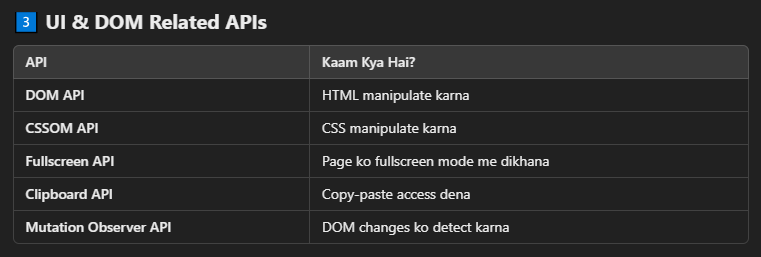 3 UI & DOM Related APIs
API Kaam Kya Hai?
DOM API HTML manipulate karna
CSSOM API CSS manipulate karna
Fullscreen API Page ko fullscreen mode me dikhana
Clipboard API Copy-paste access dena
Mutation Observer API DOM changes ko detect karna